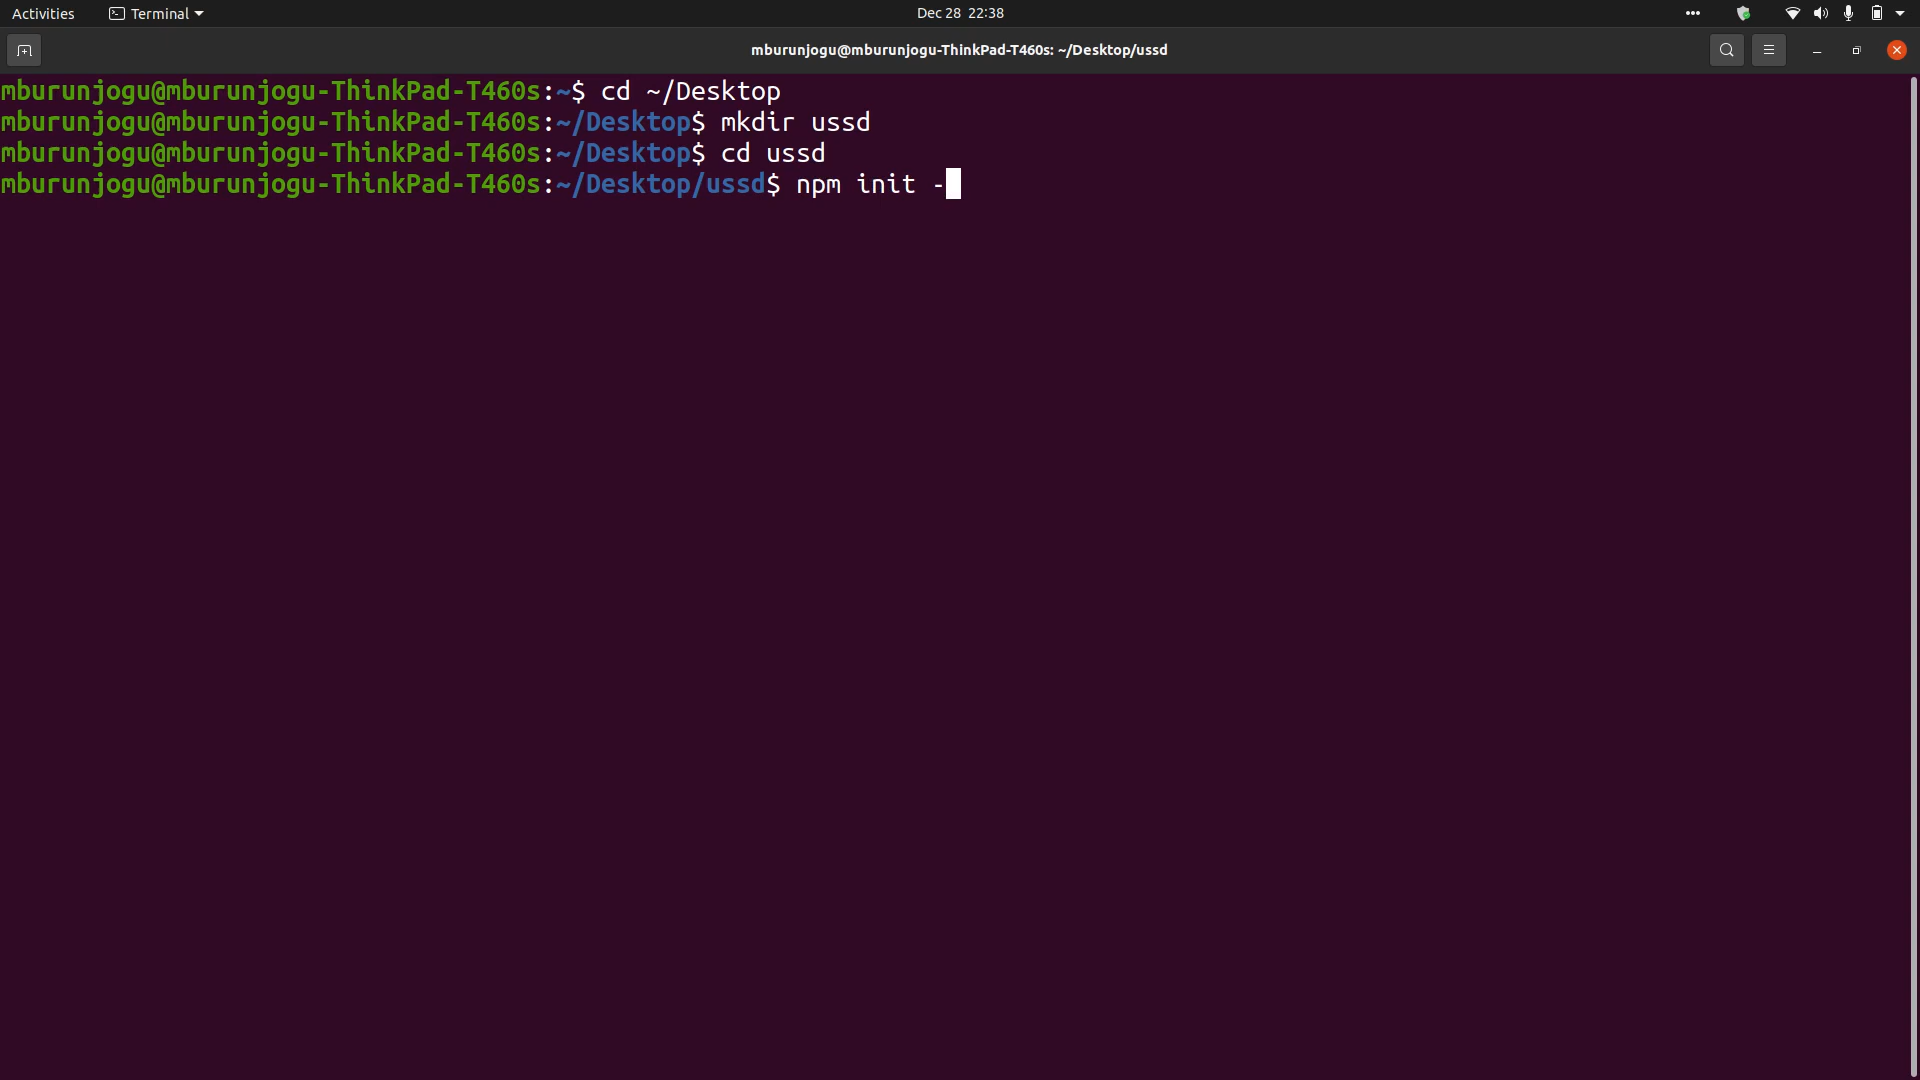 Activities Terminal Dec 28 22:38
mburunjogu@mburunjogu-ThinkPad-T460s: ~/Desktop/ussd
mburunjogu@mburunjogu-ThinkPad-T460s:~$ cd ~/Desktop
mburunjogu@mburunjogu-ThinkPad-T460s:~/Desktop$ mkdir ussd
mburunjogu@mburunjogu-ThinkPad-T460s:~/Desktop$ cd ussd
mburunjogu@mburunjogu-ThinkPad-T460s:~/Desktop/ussd$ npm init -